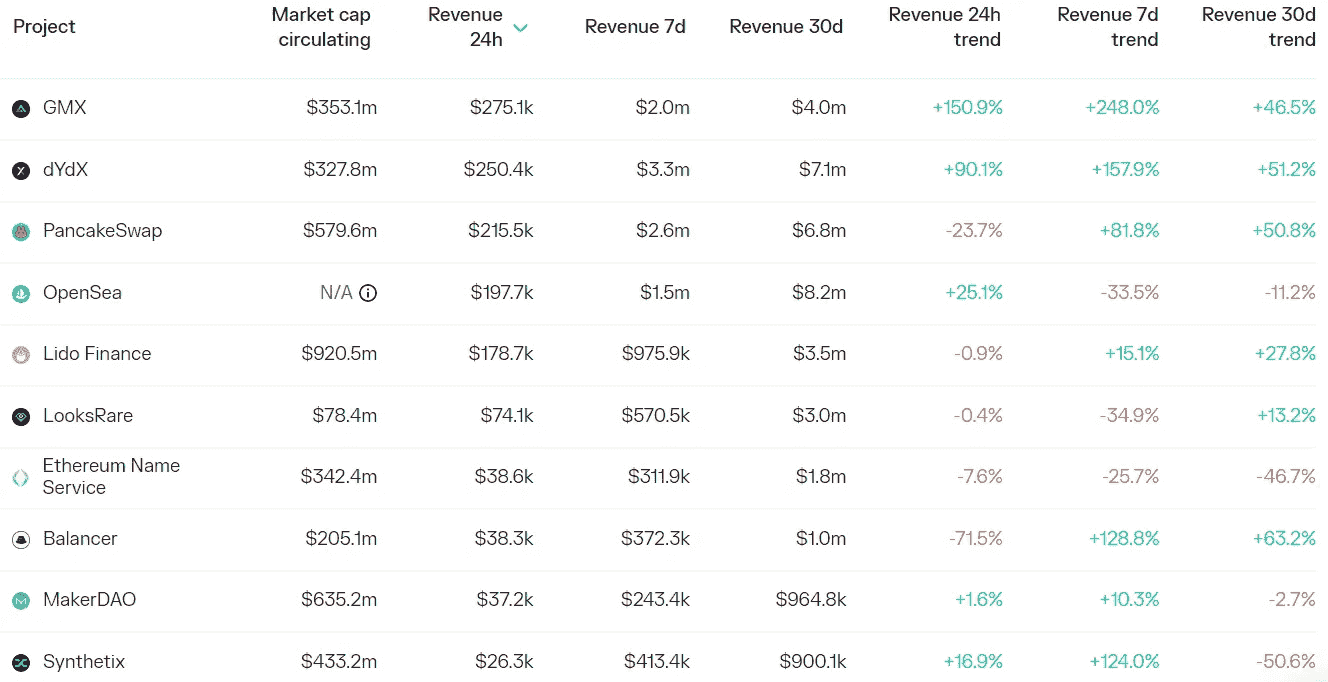 Project Market cap circulating Revenue 24h Revenue 7d Revenue 30d Revenue 24h trend Revenue 7d trend Revenue 30d trend
GMX $353.1m $275.1k $2.0m $4.0m +150.9% +248.0% +46.5%
dYdX $327.8m $250.4k $3.3m $7.1m +90.1% +157.9% +51.2%
PancakeSwap $579.6m $215.5k $2.6m $6.8m -23.7% +81.8% +50.8%
OpenSea N/A $197.7k $1.5m $8.2m +25.1% -33.5% -11.2%
Lido Finance $920.5m $178.7k $975.9k $3.5m -0.9% +15.1% +27.8%
LooksRare $78.4m $74.1k $570.5k $3.0m -0.4% -34.9% +13.2%
Ethereum Name Service $342.4m $38.6k $311.9k $1.8m -7.6% -25.7% -46.7%
Balancer $205.1m $38.3k $372.3k $1.0m -71.5% +128.8% +63.2%
MakerDAO $635.2m $37.2k $243.4k $964.8k +1.6% +10.3% -2.7%
Synthetix $433.2m $26.3k $413.4k $900.1k +16.9% +124.0% -50.6%